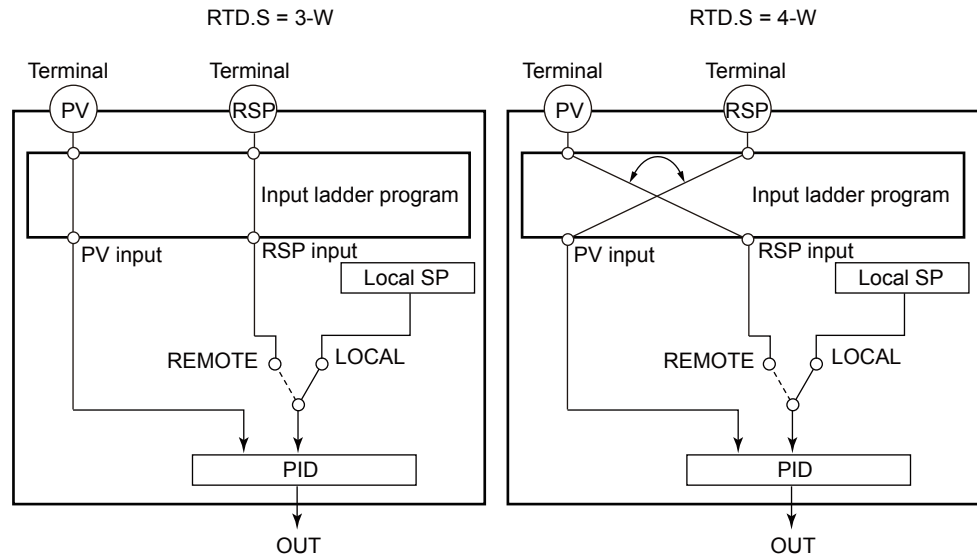 RTD.S = 3-W
Terminal
Terminal
PV
RSP
Input ladder program
PV input
RSP input
Local SP
REMOTE
LOCAL
PID
OUT
RTD.S = 4-W
Terminal
Terminal
PV
RSP
Input ladder program
PV input
RSP input
Local SP
REMOTE
LOCAL
PID
OUT